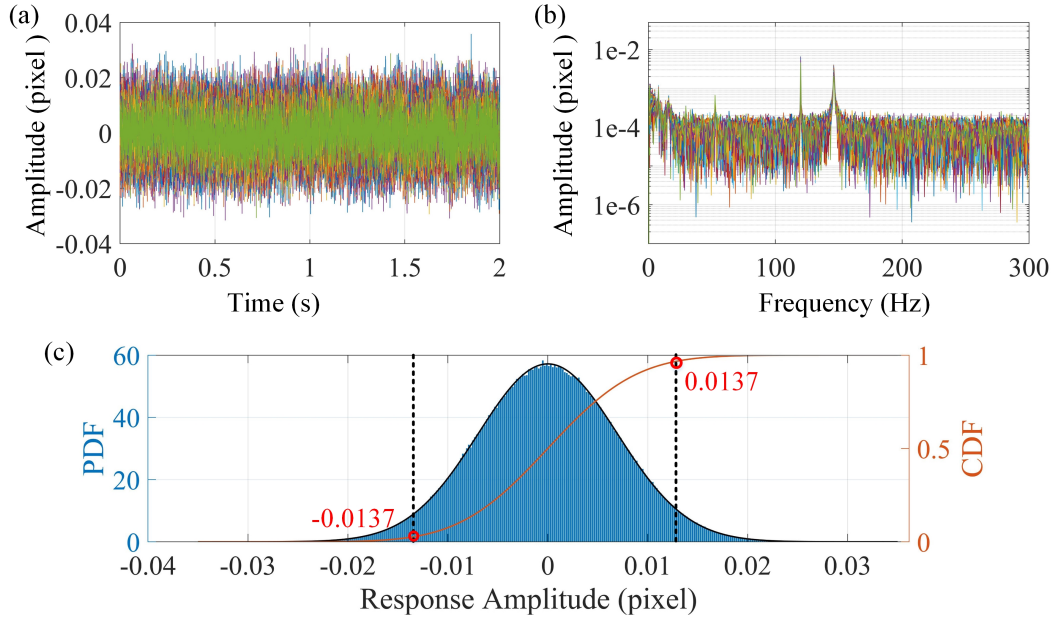 (a)
Amplitude (pixel )
0.04
0.02
0
-0.02
-0.04
0
0.5
1
1.5
2
Time (s)
(b)
Amplitude (pixel )
1e-2
1e-4
1e-6
0
100
200
300
Frequency (Hz)
(c)
PDF
60
40
20
0
-0.0137
0.0137
1
0.5
0
CDF
-0.04
-0.03
-0.02
-0.01
0
0.01
0.02
0.03
Response Amplitude (pixel)